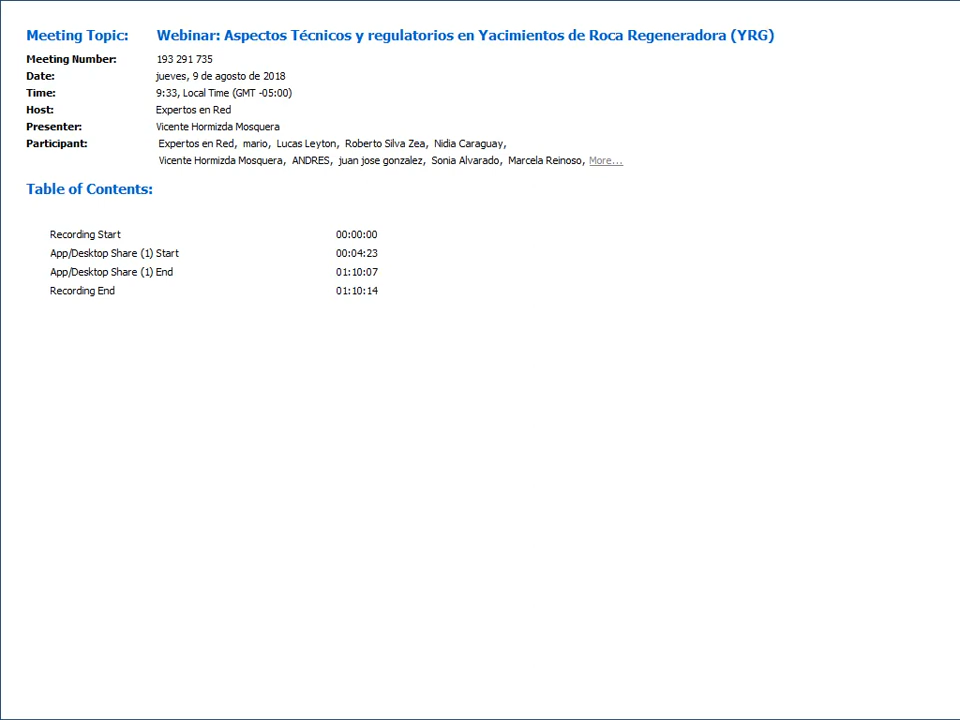 Meeting Topic: Webinar: Aspectos Técnicos y regulatorios en Yacimientos de Roca Regeneradora (YRG)
Meeting Number: 193 291 735
Date: jueves, 9 de agosto de 2018
Time: 9:33, Local Time (GMT -05:00)
Host: Expertos en Red
Presenter: Vicente Hormizda Mosquera
Participant: Expertos en Red, mario, Lucas Leyton, Roberto Silva Zea, Nidia Caraguay,
Vicente Hormizda Mosquera, ANDRES, juan jose gonzalez, Sonia Alvarado, Marcela Reinoso, More...
Table of Contents:
Recording Start 00:00:00
App/Desktop Share (1) Start 00:04:23
App/Desktop Share (1) End 01:10:07
Recording End 01:10:14